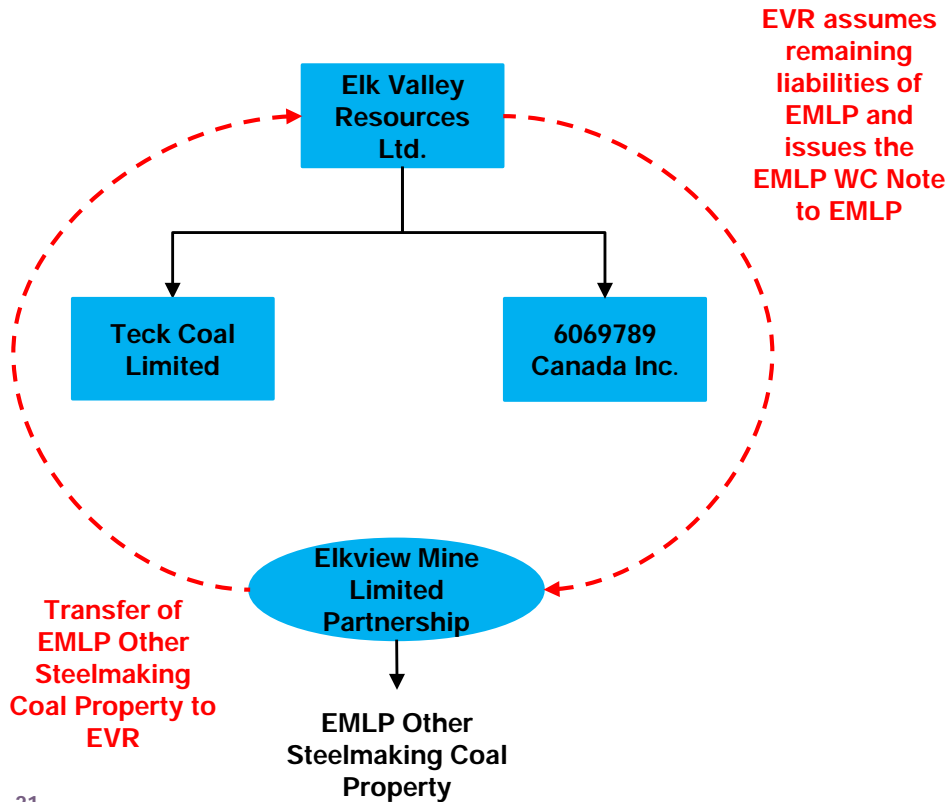 EVR assumes
remaining
liabilities of
EMLP and
issues the
EMLP WC Note
to EMLP
Elk Valley
Resources
Ltd.
Teck Coal
Limited
6069789
Canada Inc.
Elkview Mine
Limited
Partnership
Transfer of
EMLP Other
Steelmaking
Coal Property to
EVR
EMLP Other
Steelmaking Coal
Property